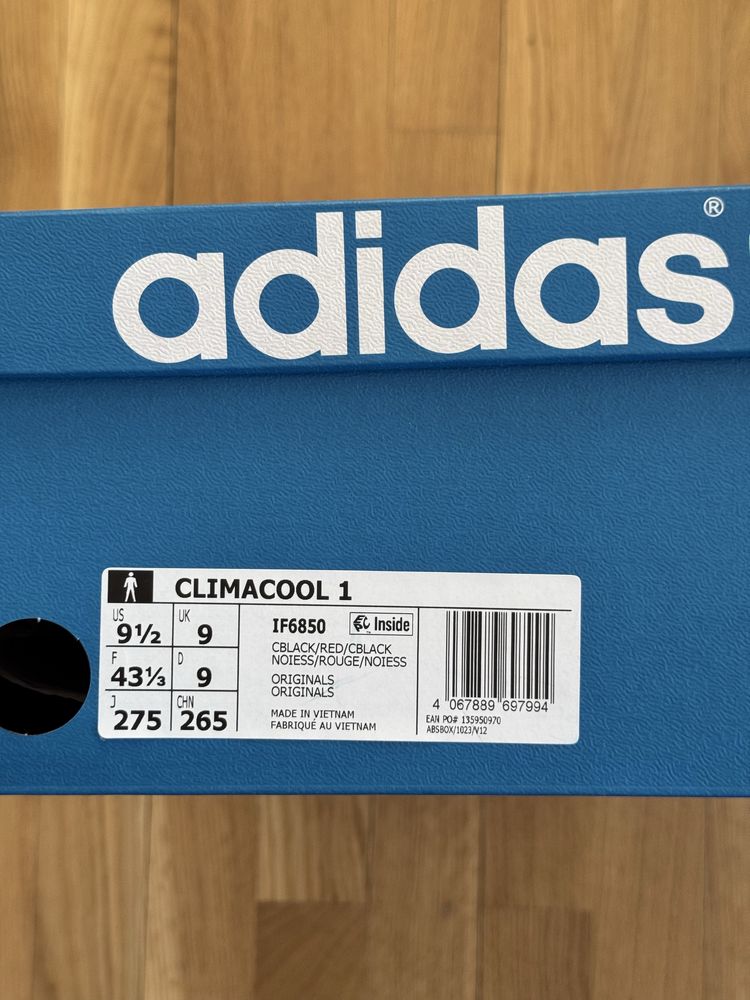 adidas®
CLIMACOOL 1
US 9½ UK 9
F 43⅓ D 9
J 275 CHN 265
IF6850 Inside
CBLACK/RED/CBLACK
NOIESS/ROUGE/NOIESS
ORIGINALS
ORIGINALS
MADE IN VIETNAM
FABRIQUÉ AU VIETNAM
4 067889 697994
EAN PO# 135950970
ABSBOX/1023/V12